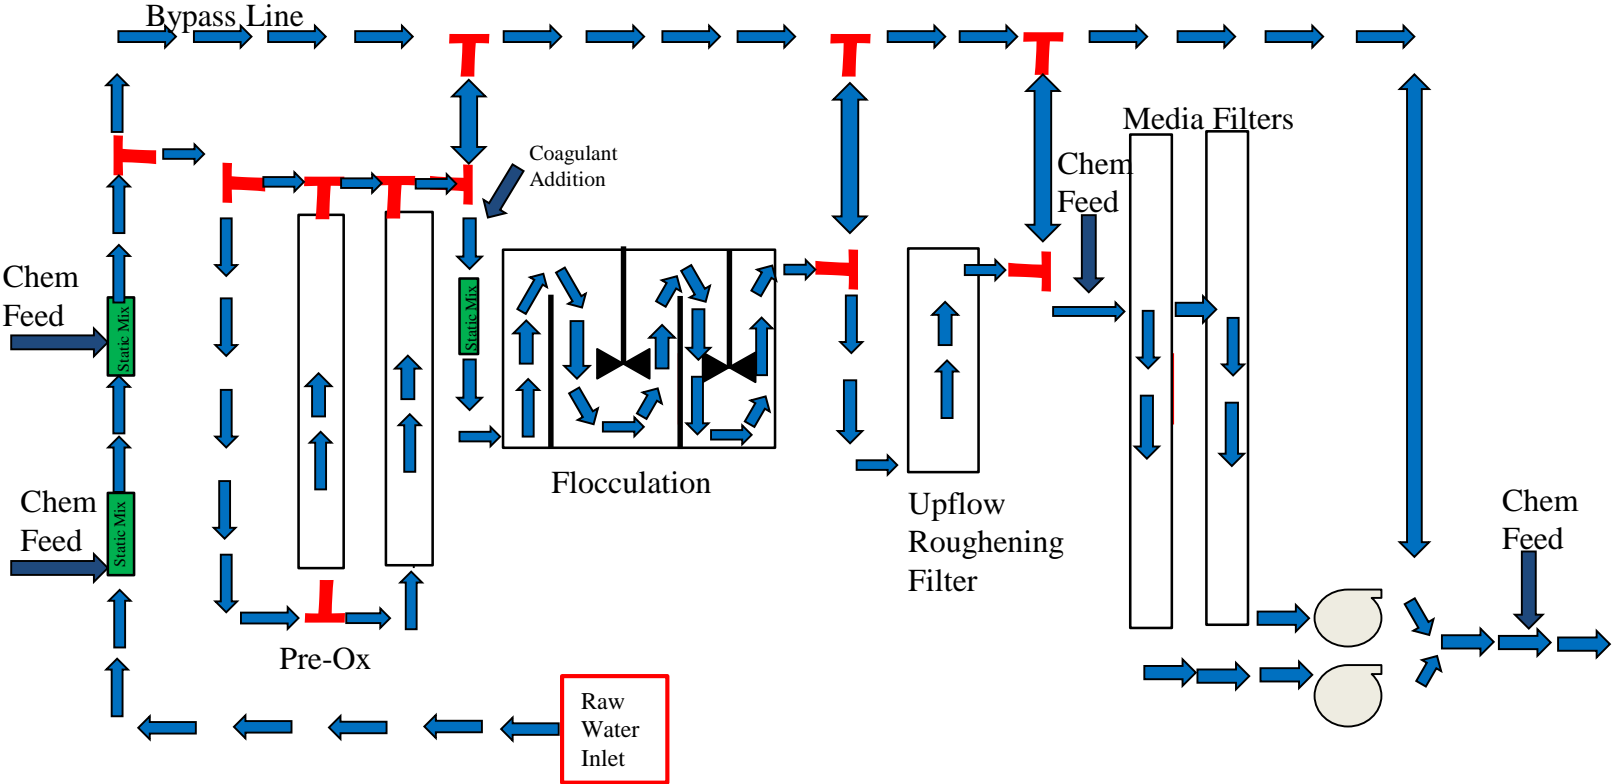 Bypass Line
Media Filters
Coagulant
Addition
Chem
Feed
Chem
Feed
Static Mix
Static Mix
Flocculation
Chem
Feed
Static Mix
Upflow
Roughening
Filter
Chem
Feed
Pre-Ox
Raw
Water
Inlet